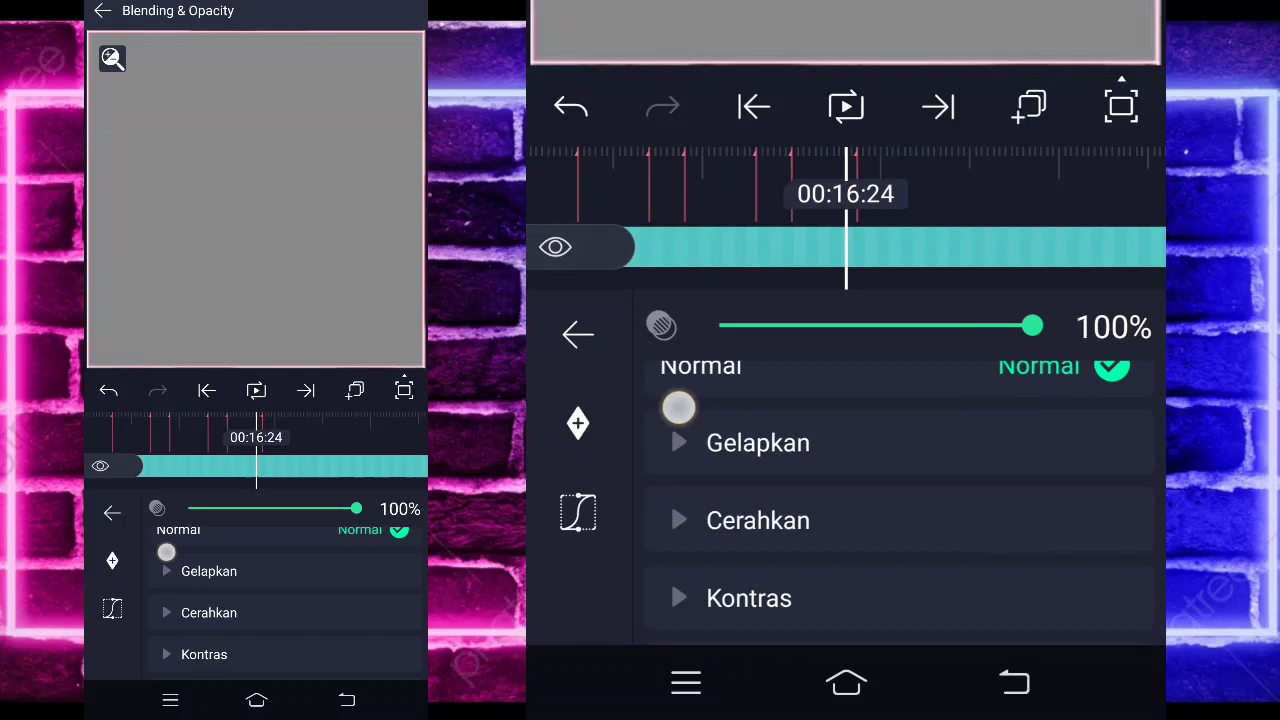 Blending & Opacity
00:16:24
100%
Normal Normal
Gelapkan
Cerahkan
Kontras
00:16:24
100%
Normal Normal
Gelapkan
Cerahkan
Kontras